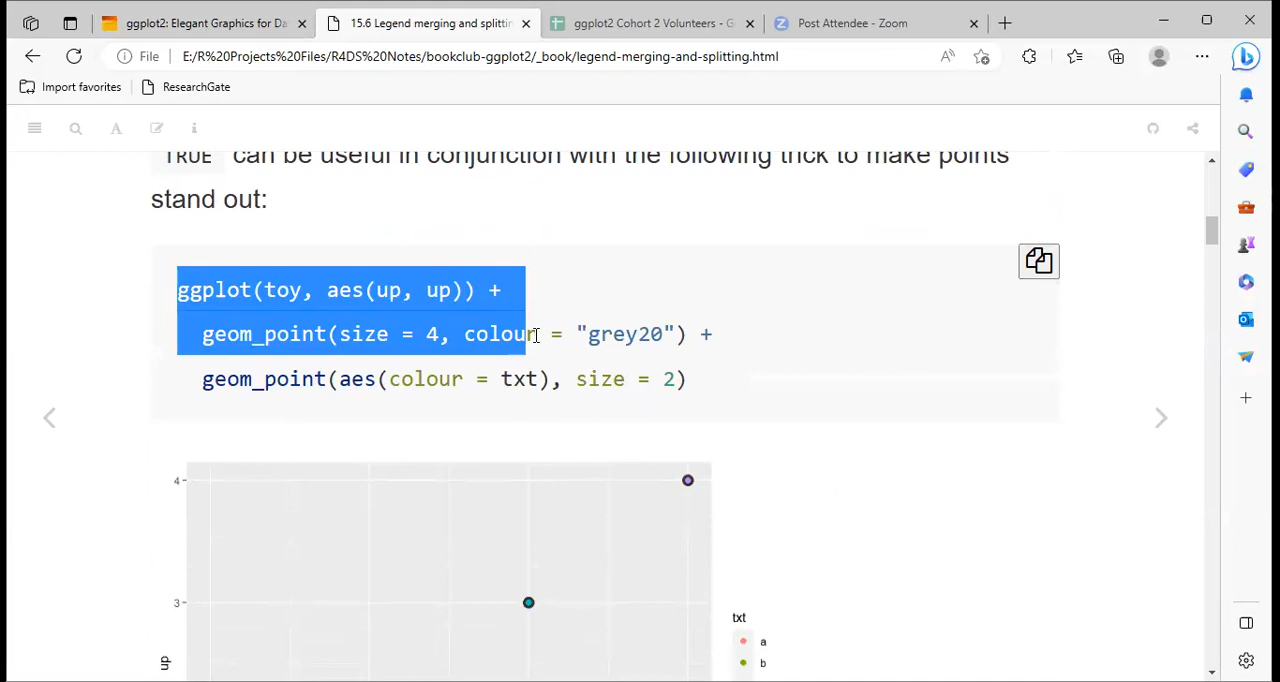 ggplot2: Elegant Graphics for Da
15.6 Legend merging and splittin
ggplot2 Cohort 2 Volunteers - G
Post Attendee - Zoom
File
E:/R%20Projects%20Files/R4DS%20Notes/bookclub-ggplot2/_book/legend-merging-and-splitting.html
Import favorites
ResearchGate
TRUE can be useful in conjunction with the following trick to make points
stand out:
ggplot(toy, aes(up, up)) +
geom_point(size = 4, colour = "grey20") +
geom_point(aes(colour = txt), size = 2)
4
3
up
txt
a
b